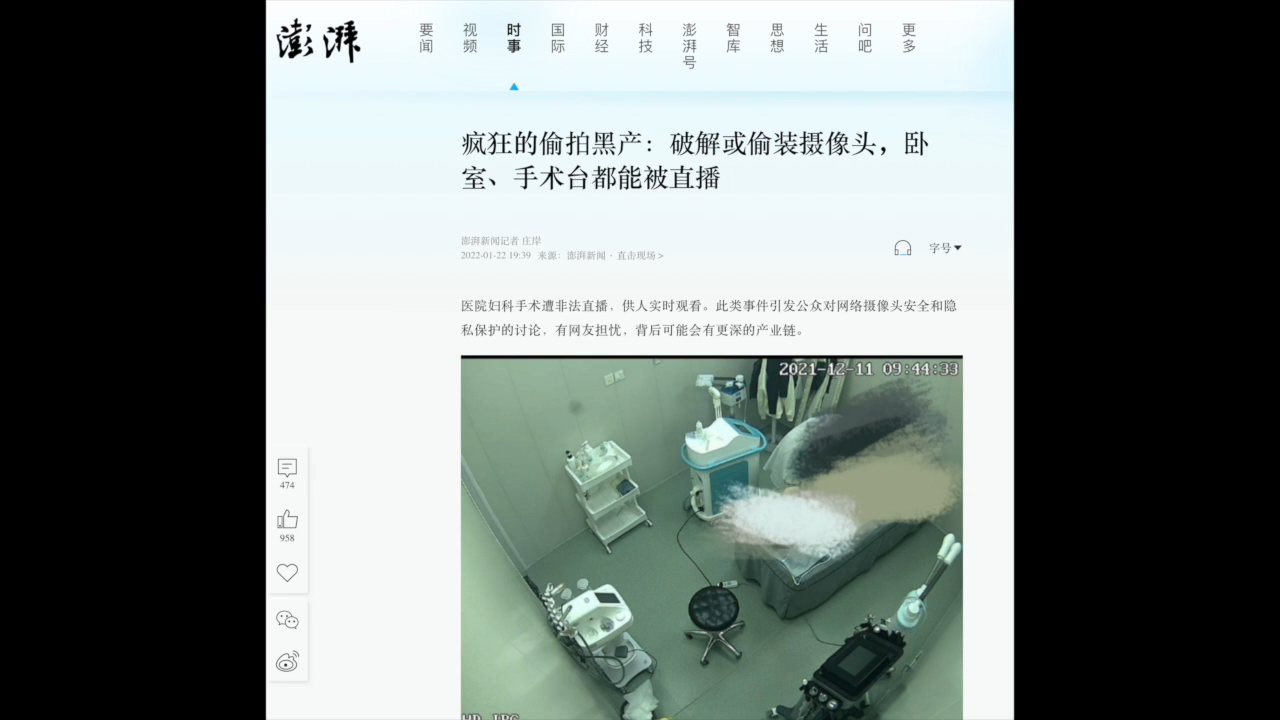 澎湃
要闻
视频
时事
国际
财经
科技
澎湃号
智库
思想
生活
问吧
更多
疯狂的偷拍黑产：破解或偷装摄像头，卧
室、手术台都能被直播
澎湃新闻记者 庄岸
2022-01-22 19:39 来源：澎湃新闻 · 直击现场 >
字号
医院妇科手术遭非法直播，供人实时观看。此类事件引发公众对网络摄像头安全和隐
私保护的讨论，有网友担忧，背后可能会有更深的产业链。
2021-12-11 09:44:33
474
958